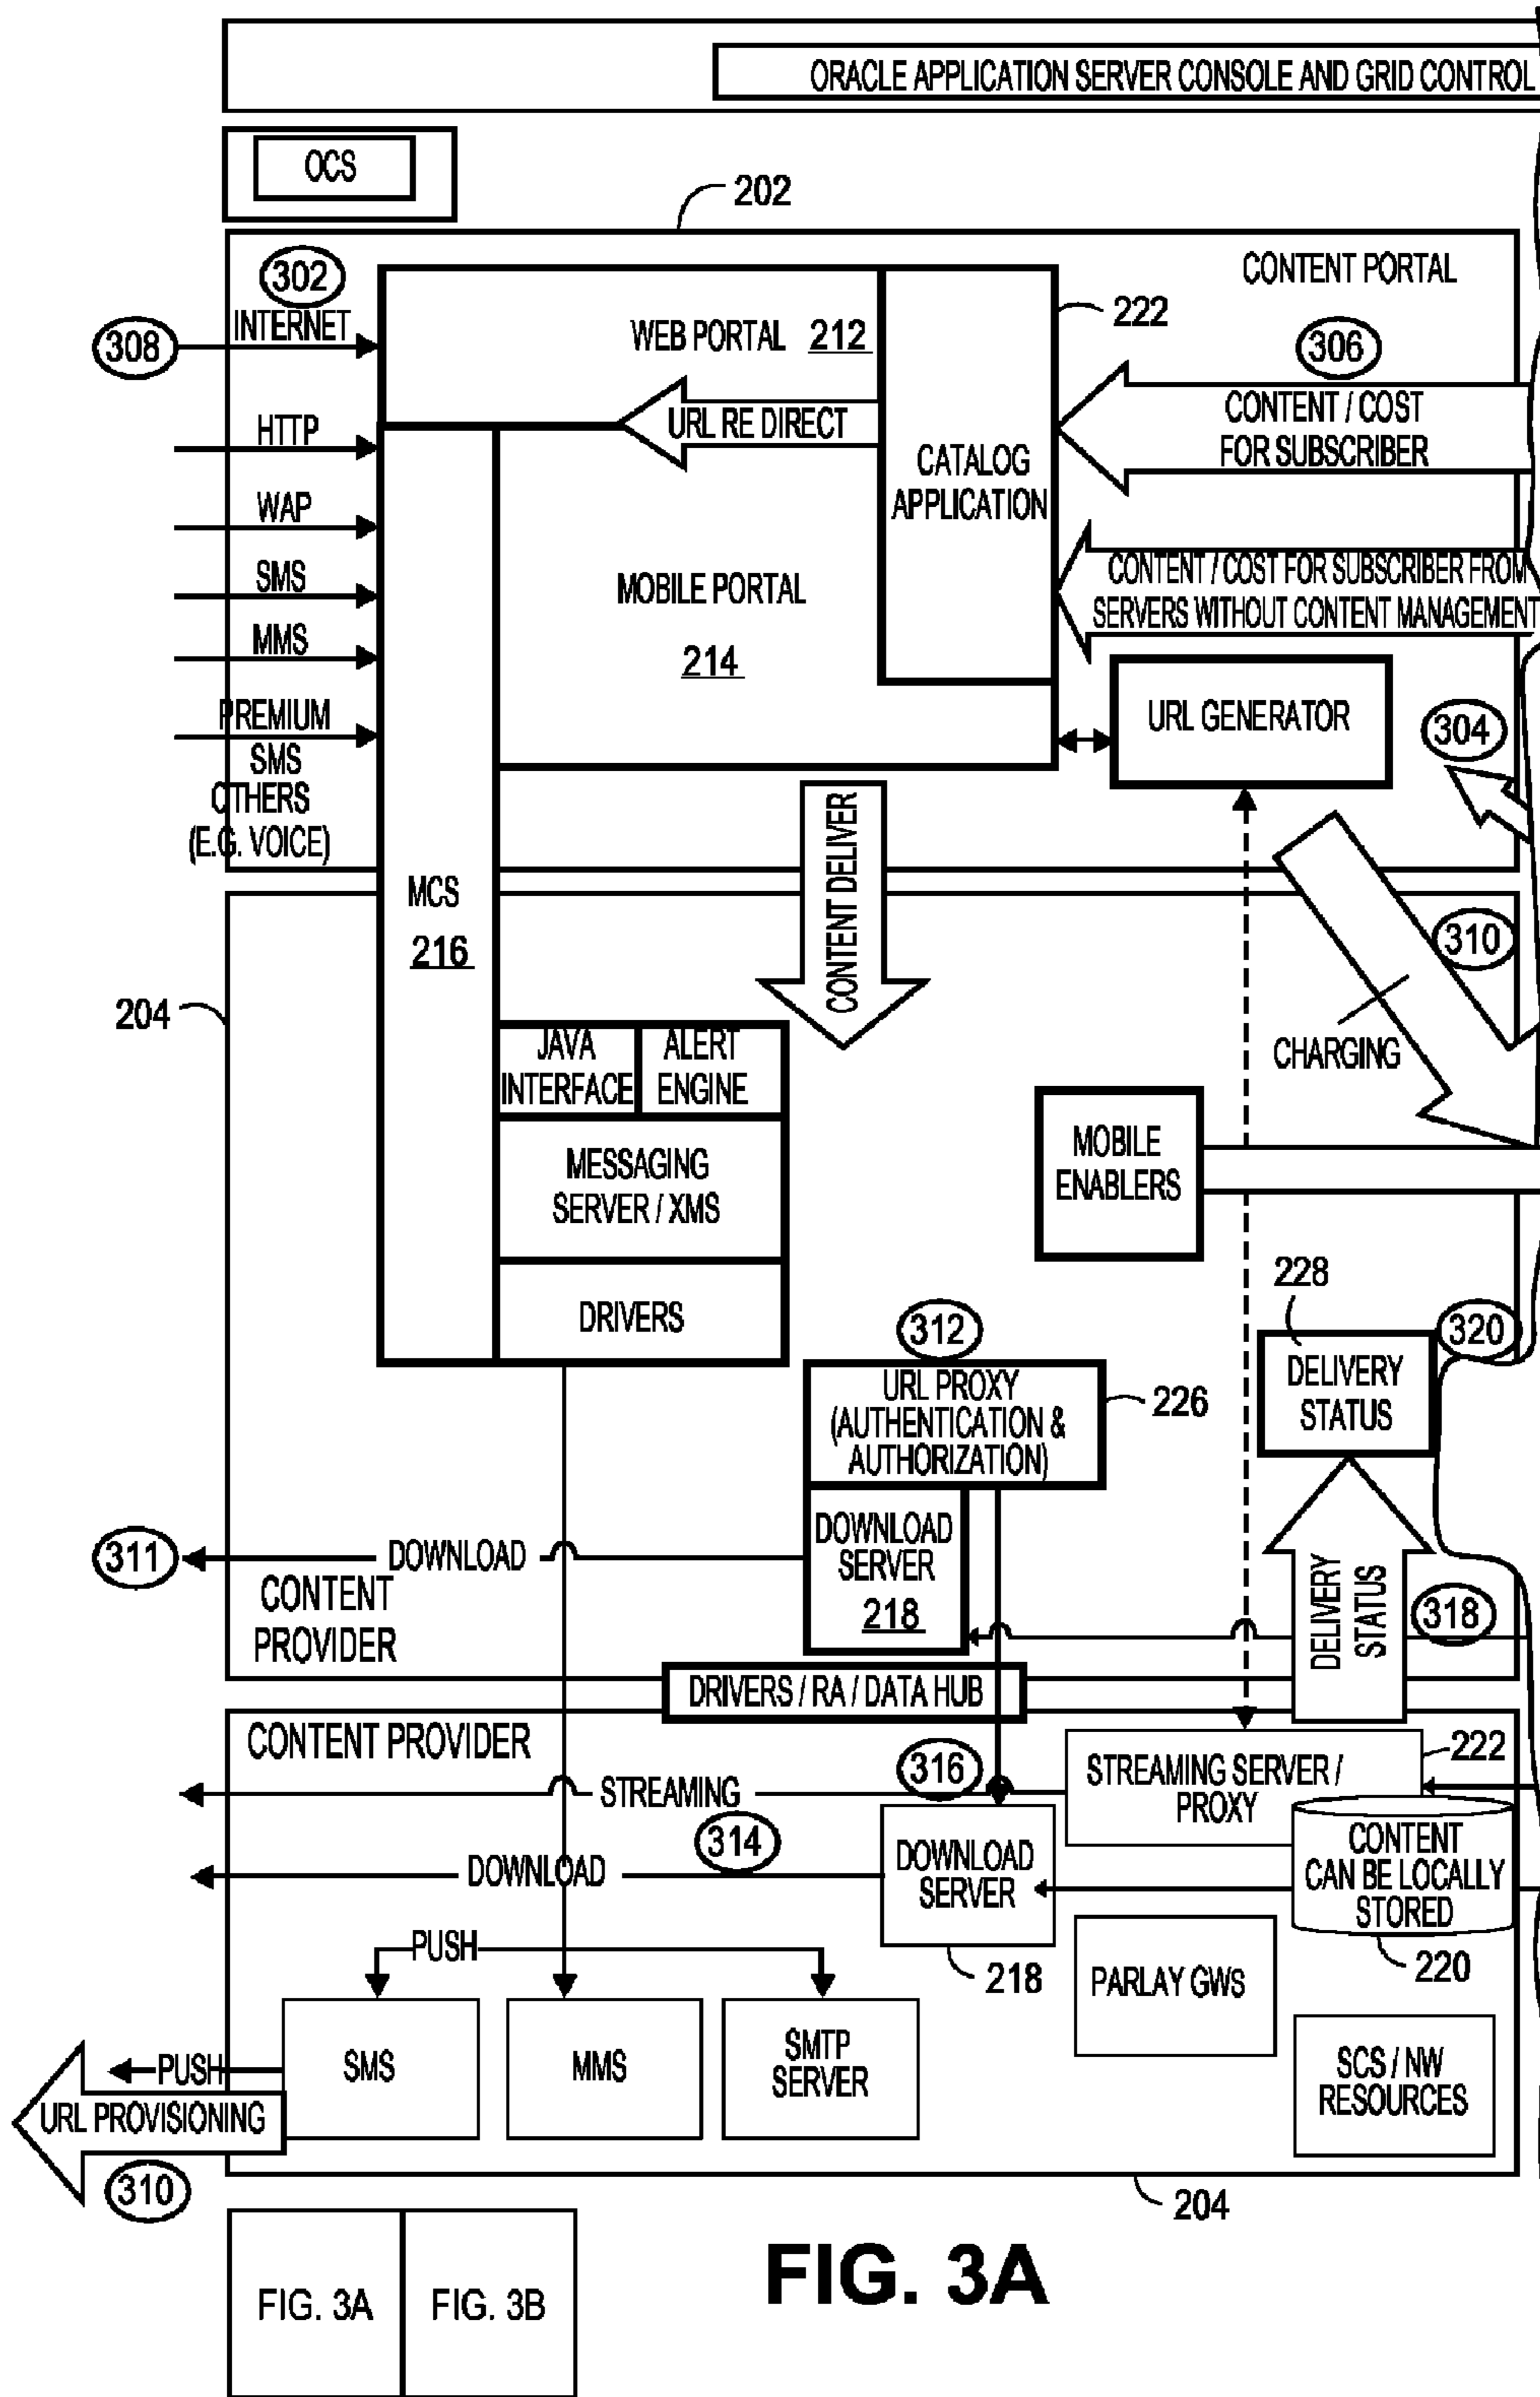 ORACLE APPLICATION SERVER CONSOLE AND GRID CONTROL
OCS
202
302
CONTENT PORTAL
308
INTERNET
WEB PORTAL 212
222
306
HTTP
URL RE DIRECT
CONTENT / COST
FOR SUBSCRIBER
CATALOG
APPLICATION
WAP
SMS
MOBILE PORTAL
214
CONTENT / COST FOR SUBSCRIBER FROM
SERVERS WITHOUT CONTENT MANAGEMENT
MMS
PREMIUM
SMS
OTHERS
(E.G. VOICE)
URL GENERATOR
304
CONTENT DELIVER
MCS
216
310
204
CHARGING
JAVA
INTERFACE
ALERT
ENGINE
MOBILE
ENABLERS
MESSAGING
SERVER / XMS
DRIVERS
228
312
320
URL PROXY
(AUTHENTICATION &
AUTHORIZATION)
226
DELIVERY
STATUS
311
DOWNLOAD
DOWNLOAD
SERVER
218
CONTENT
PROVIDER
DELIVERY
STATUS
318
DRIVERS / RA / DATA HUB
CONTENT PROVIDER
316
STREAMING SERVER /
PROXY
222
STREAMING
314
DOWNLOAD
DOWNLOAD
SERVER
CONTENT
CAN BE LOCALLY
STORED
PUSH
218
PARLAY GWS
220
PUSH
SMS
MMS
SMTP
SERVER
SCS / NW
RESOURCES
URL PROVISIONING
310
204
FIG. 3A
FIG. 3B
FIG. 3A